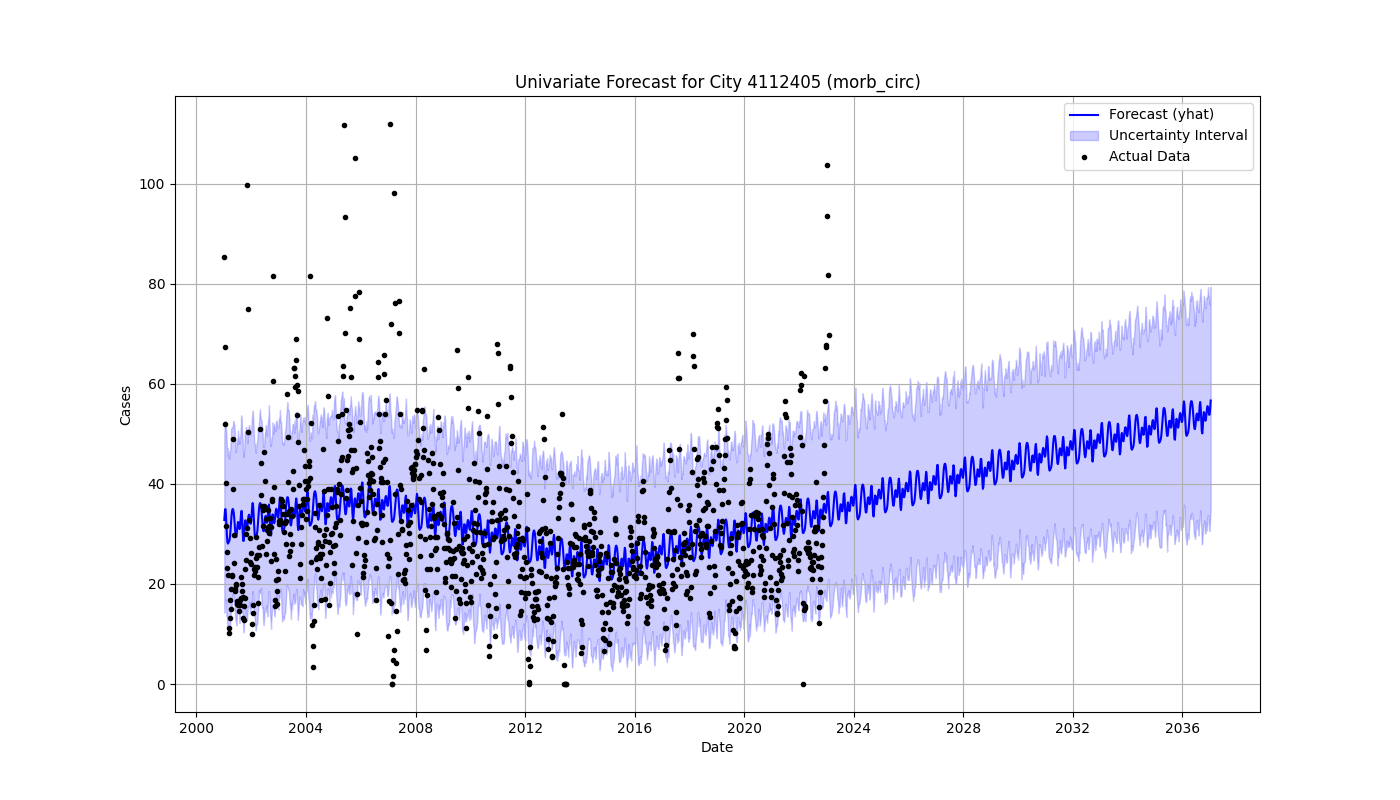 Univariate Forecast for City 4112405 (morb_circ)
Forecast (yhat)
Uncertainty Interval
Actual Data
Cases
100
80
60
40
20
0
2000 2004 2008 2012 2016 2020 2024 2028 2032 2036
Date